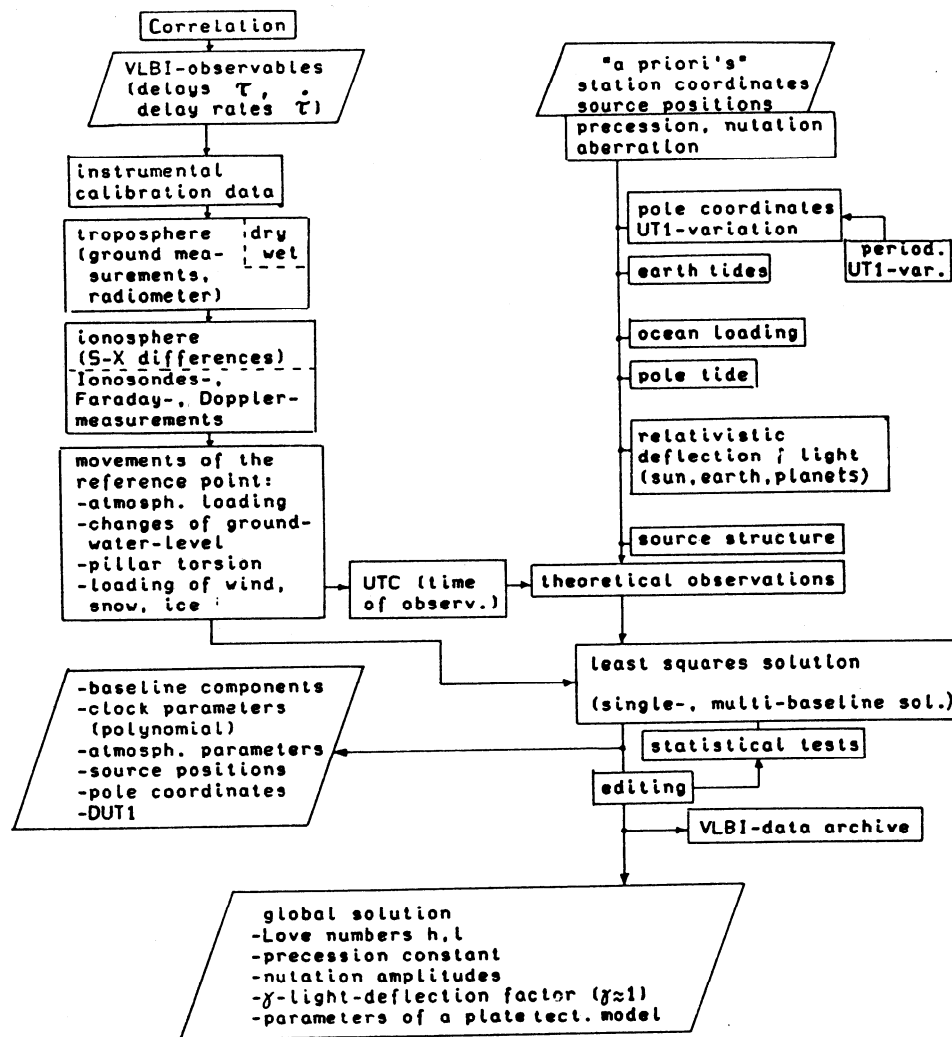 Correlation
VLBI-observables
(delays τ,
delay rates τ̇)
instrumental
calibration data
troposphere dry
(ground mea- wet
surements,
radiometer)
ionosphere
(S-X differences)
Ionosondes-,
Faraday-, Doppler-
measurements
movements of the
reference point:
-atmosph. loading
-changes of ground-
water-level
-pillar torsion
-loading of wind,
snow, ice
UTC (time
of observ.)
"a priori's"
station coordinates
source positions
precession, nutation
aberration
pole coordinates
UT1-variation
period.
UT1-var.
earth tides
ocean loading
pole tide
relativistic
deflection light
(sun,earth,planets)
source structure
theoretical observations
least squares solution
(single-, multi-baseline sol.)
statistical tests
editing
VLBI-data archive
-baseline components
-clock parameters
(polynomial)
-atmosph. parameters
-source positions
-pole coordinates
-DUT1
global solution
-Love numbers h,l
-precession constant
-nutation amplitudes
-γ-light-deflection factor (γ≈1)
-parameters of a plate tect. model